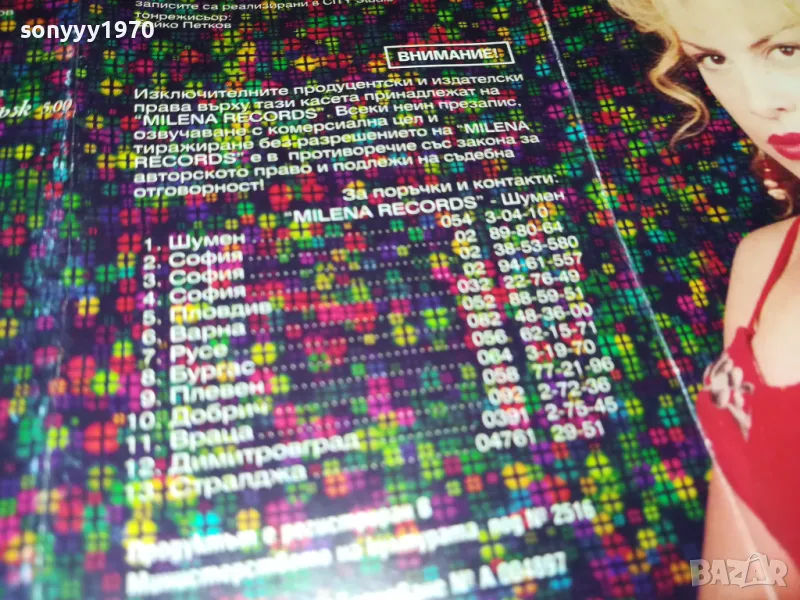 sonyyy1970
записите са реализирани в CITY
тонрежисьор:
Петков
ВНИМАНИЕ!
Изключителните продуцентски и издателски
права върху тази касета принадлежат на
"MILENA RECORDS". Всеки неин презапис,
озвучаване с комерсиална цел и
тиражиране без разрешението на "MILENA
RECORDS" е в противоречие със закона за
авторското право и подлежи на съдебна
отговорност!
За поръчки и контакти:
"MILENA RECORDS" - Шумен
1. Шумен 054 3-04-10
2. София 02 89-80-64
3. София 02 38-53-580
4. София 02 94-61-557
5. Пловдив 032 22-76-49
6. Варна 052 88-59-51
7. Русе 082 48-36-00
8. Бургас 056 62-15-71
9. Плевен 064 3-19-70
10. Добрич 058 77-21-96
11. Враца 092 2-72-36
12. Димитровград 0391 2-75-45
13. Стралджа 04761 29-51
Продуктът е регистриран в
Министерството на културата, рег № 2516
№ А 004997
BAZAR
bg